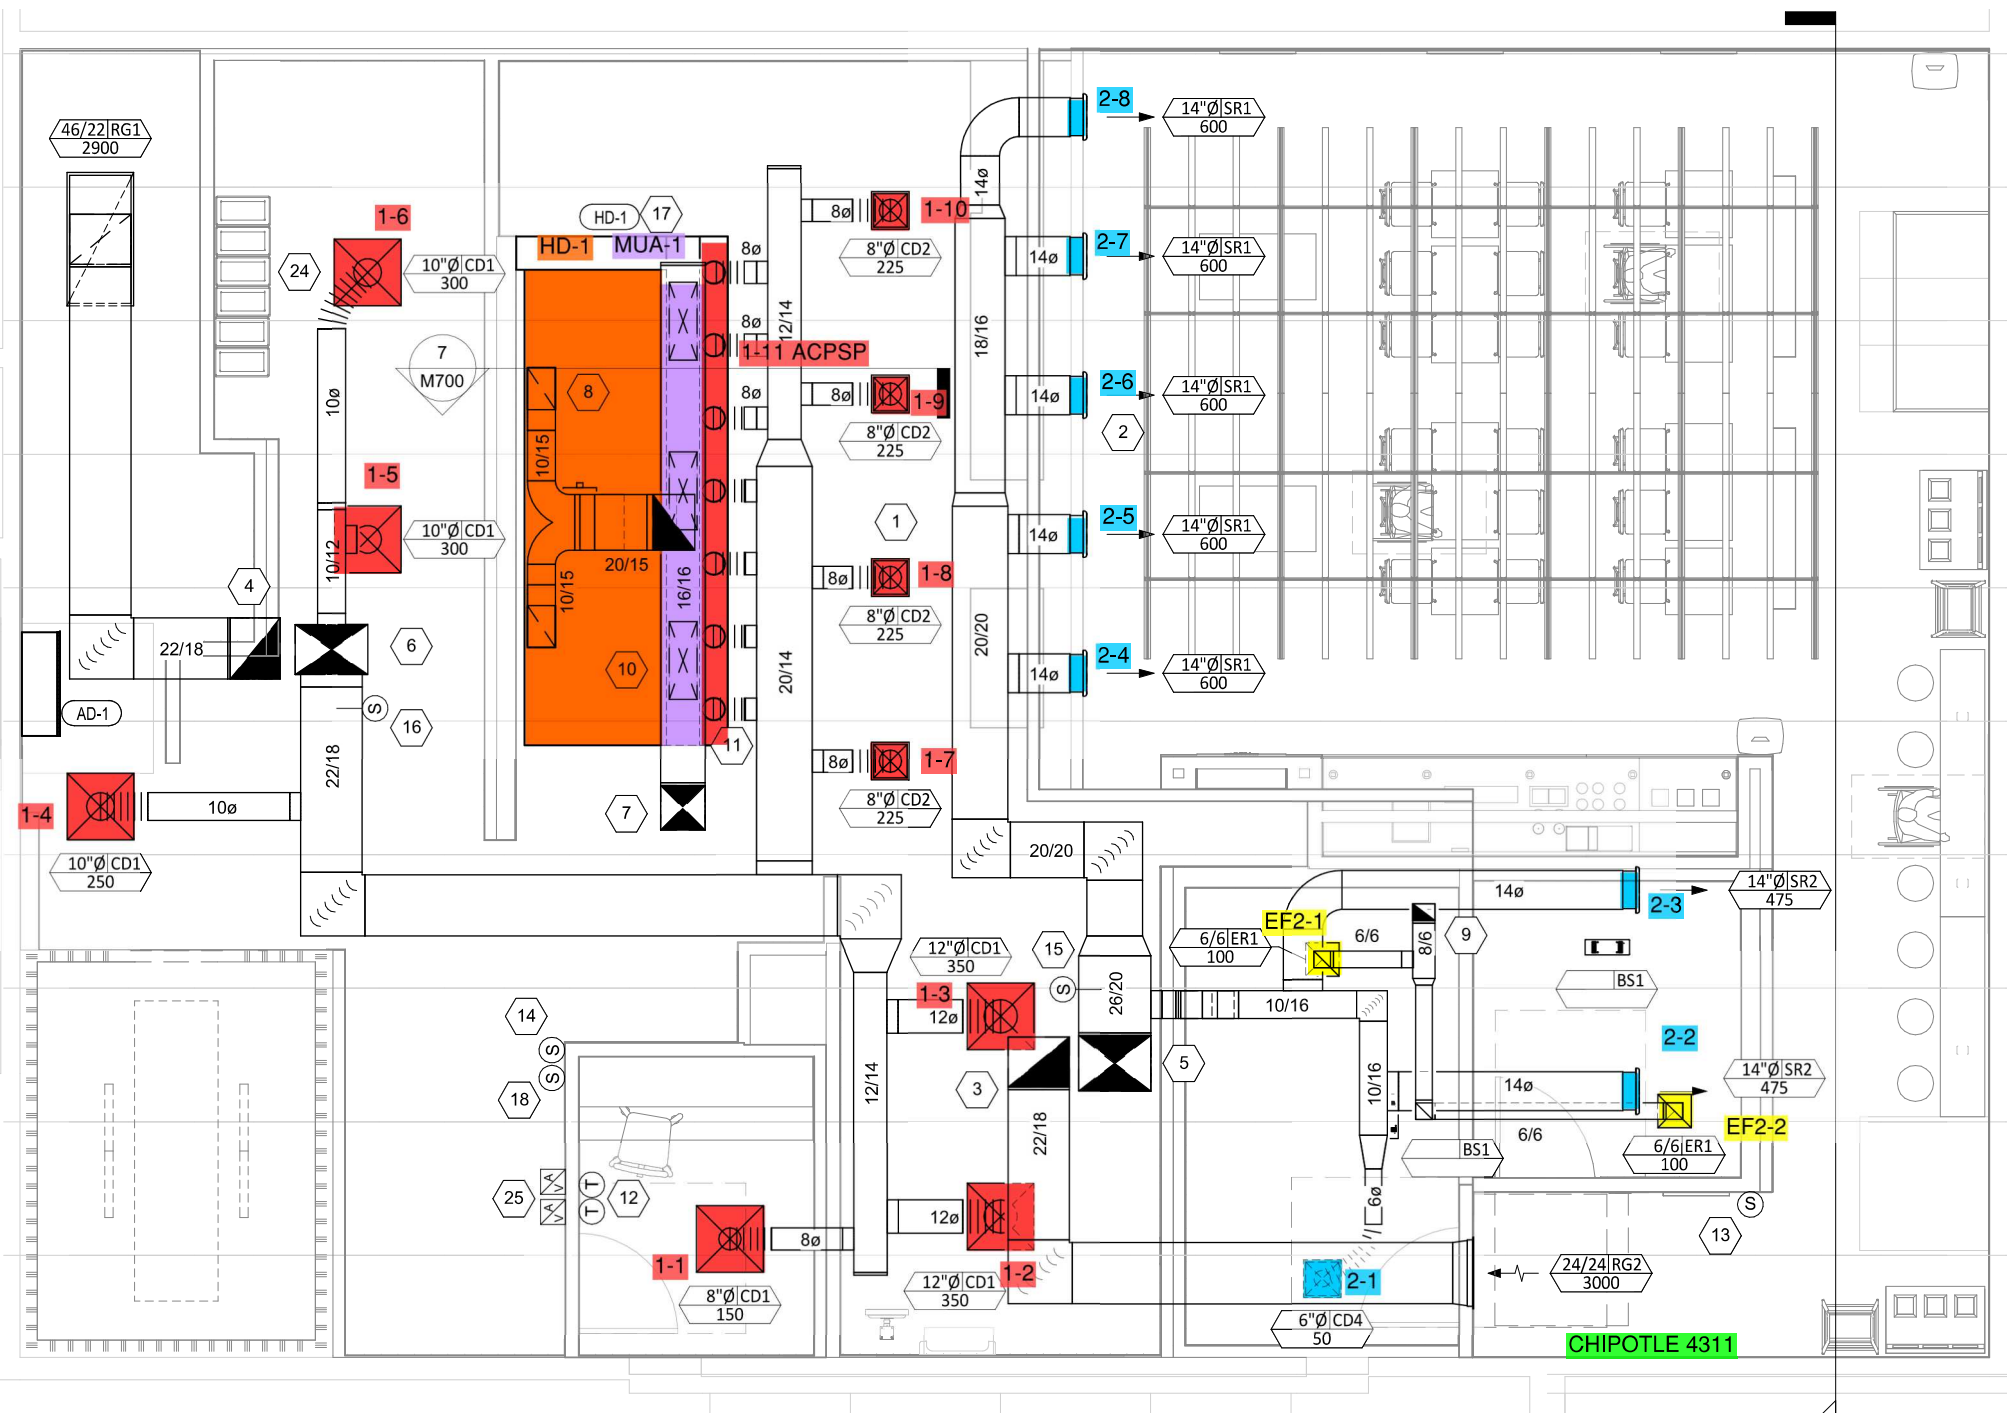 2-8
14"Ø SR1
600
46/22 RG1
2900
14ø
1-6
HD-1
17
8ø
1-10
HD-1
MUA-1
8ø
8"Ø CD2
225
2-7
14ø
14"Ø SR1
600
24
10"Ø CD1
300
8ø
12/14
18/16
7
M700
1-11 ACPSP
2-6
14ø
14"Ø SR1
600
8
8ø
8ø
1-9
10ø
8"Ø CD2
225
2
10/15
1-5
10"Ø CD1
300
1
2-5
14ø
14"Ø SR1
600
10/12
20/15
10/15
16/16
8ø
1-8
4
8"Ø CD2
225
20/20
22/18
6
10
20/14
2-4
14ø
14"Ø SR1
600
AD-1
S
16
11
22/18
8ø
1-7
7
8"Ø CD2
225
1-4
10ø
10"Ø CD1
250
20/20
14ø
14"Ø SR2
475
2-3
EF2-1
12"Ø CD1
350
15
6/6 ER1
100
6/6
8/6
9
BS1
S
26/20
1-3
12ø
10/16
14
S
2-2
S
18
12/14
3
5
10/16
14ø
14"Ø SR2
475
22/18
6/6
EF2-2
BS1
6/6 ER1
100
25
A
V
A
V
T
T
12
6ø
S
13
12ø
8ø
1-1
1-2
8"Ø CD1
150
12"Ø CD1
350
2-1
6"Ø CD4
50
24/24 RG2
3000
CHIPOTLE 4311